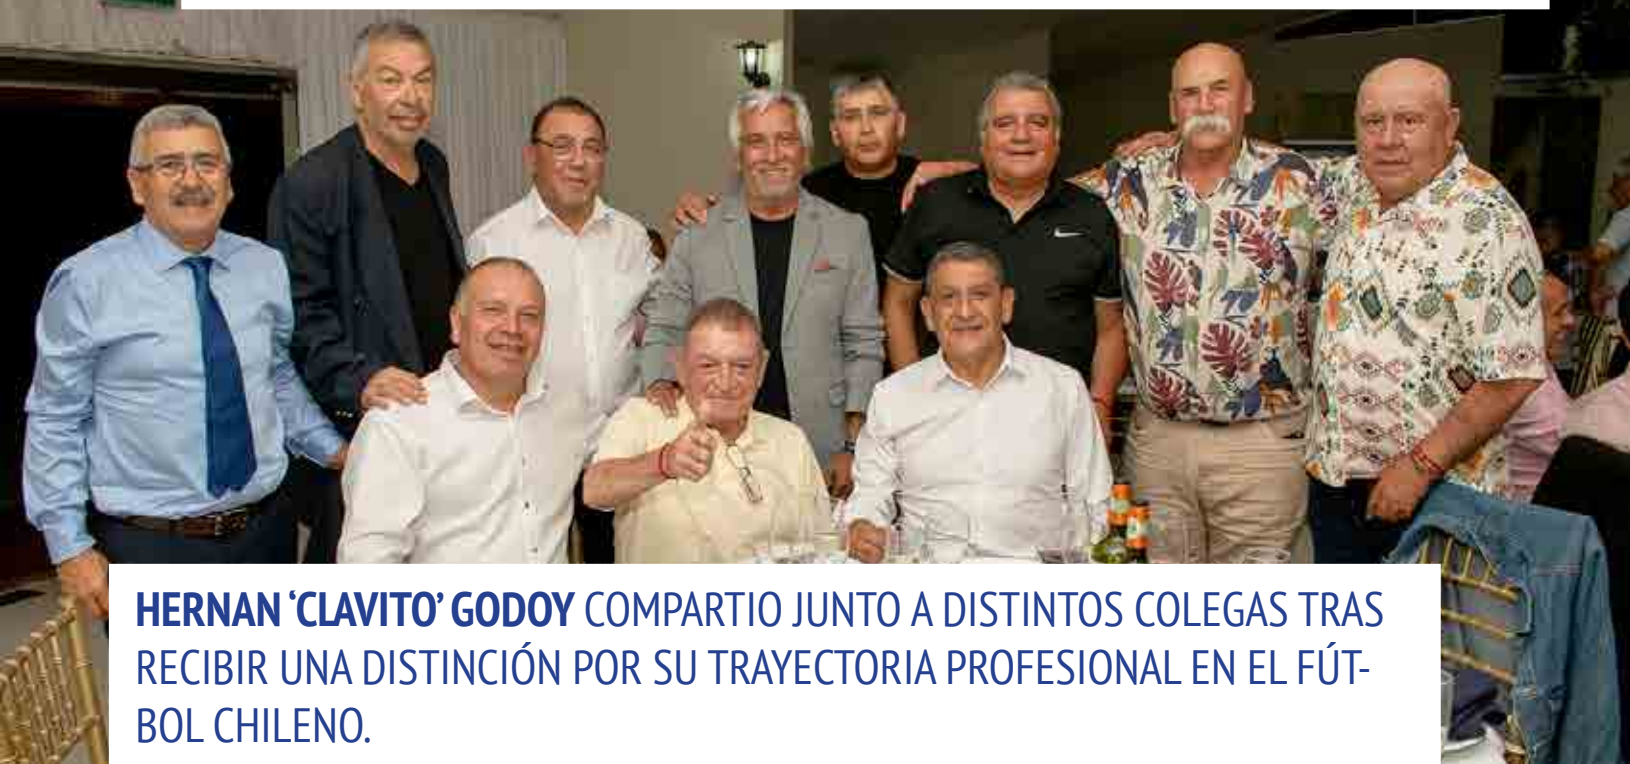 HERNAN ‘CLAVITO’ GODOY COMPARTIO JUNTO A DISTINTOS COLEGAS TRAS
RECIBIR UNA DISTINCIÓN POR SU TRAYECTORIA PROFESIONAL EN EL FÚT-
BOL CHILENO.